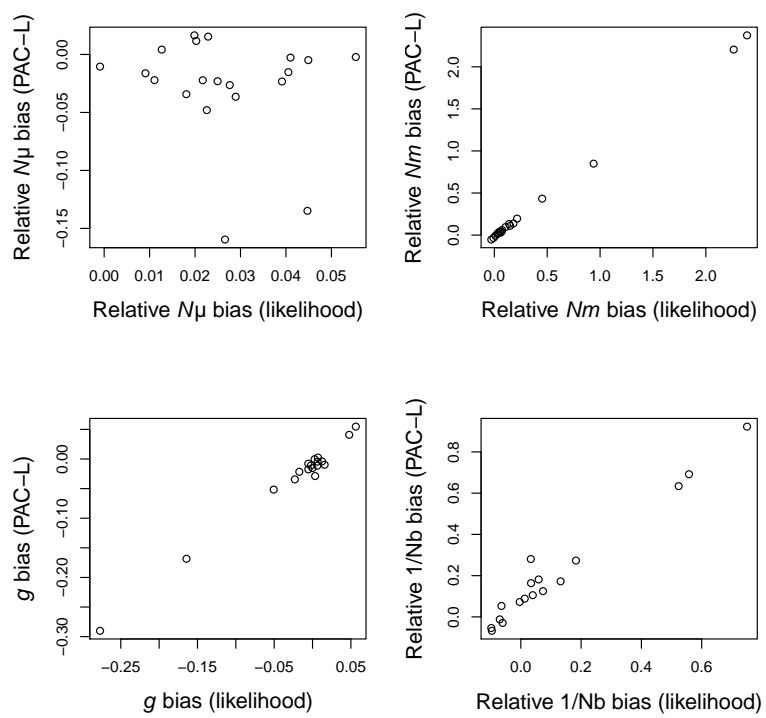 Relative Nμ bias (PAC−L)
0.00
−0.05
−0.10
−0.15
0.00 0.01 0.02 0.03 0.04 0.05
Relative Nμ bias (likelihood)
Relative Nm bias (PAC−L)
2.0
1.5
1.0
0.5
0.0
0.0 0.5 1.0 1.5 2.0
Relative Nm bias (likelihood)
g bias (PAC−L)
0.00
−0.10
−0.20
−0.30
−0.25 −0.15 −0.05 0.05
g bias (likelihood)
Relative 1/Nb bias (PAC−L)
0.8
0.6
0.4
0.2
0.0
0.0 0.2 0.4 0.6
Relative 1/Nb bias (likelihood)